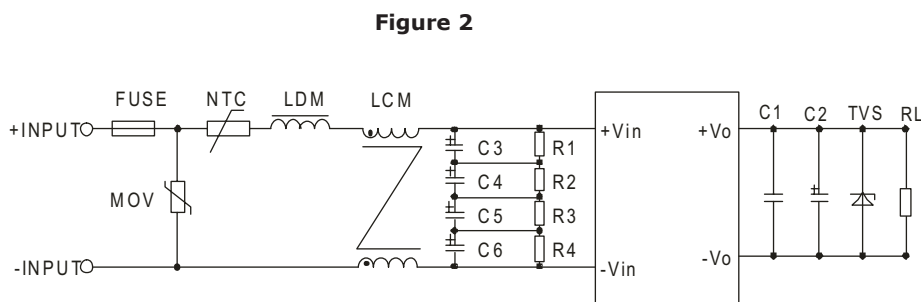 Figure 2
FUSE NTC LDM LCM C1 C2 TVS RL
+INPUT +Vin +Vo
C3 R1
C4 R2
MOV C5 R3
C6 R4
-INPUT -Vin -Vo